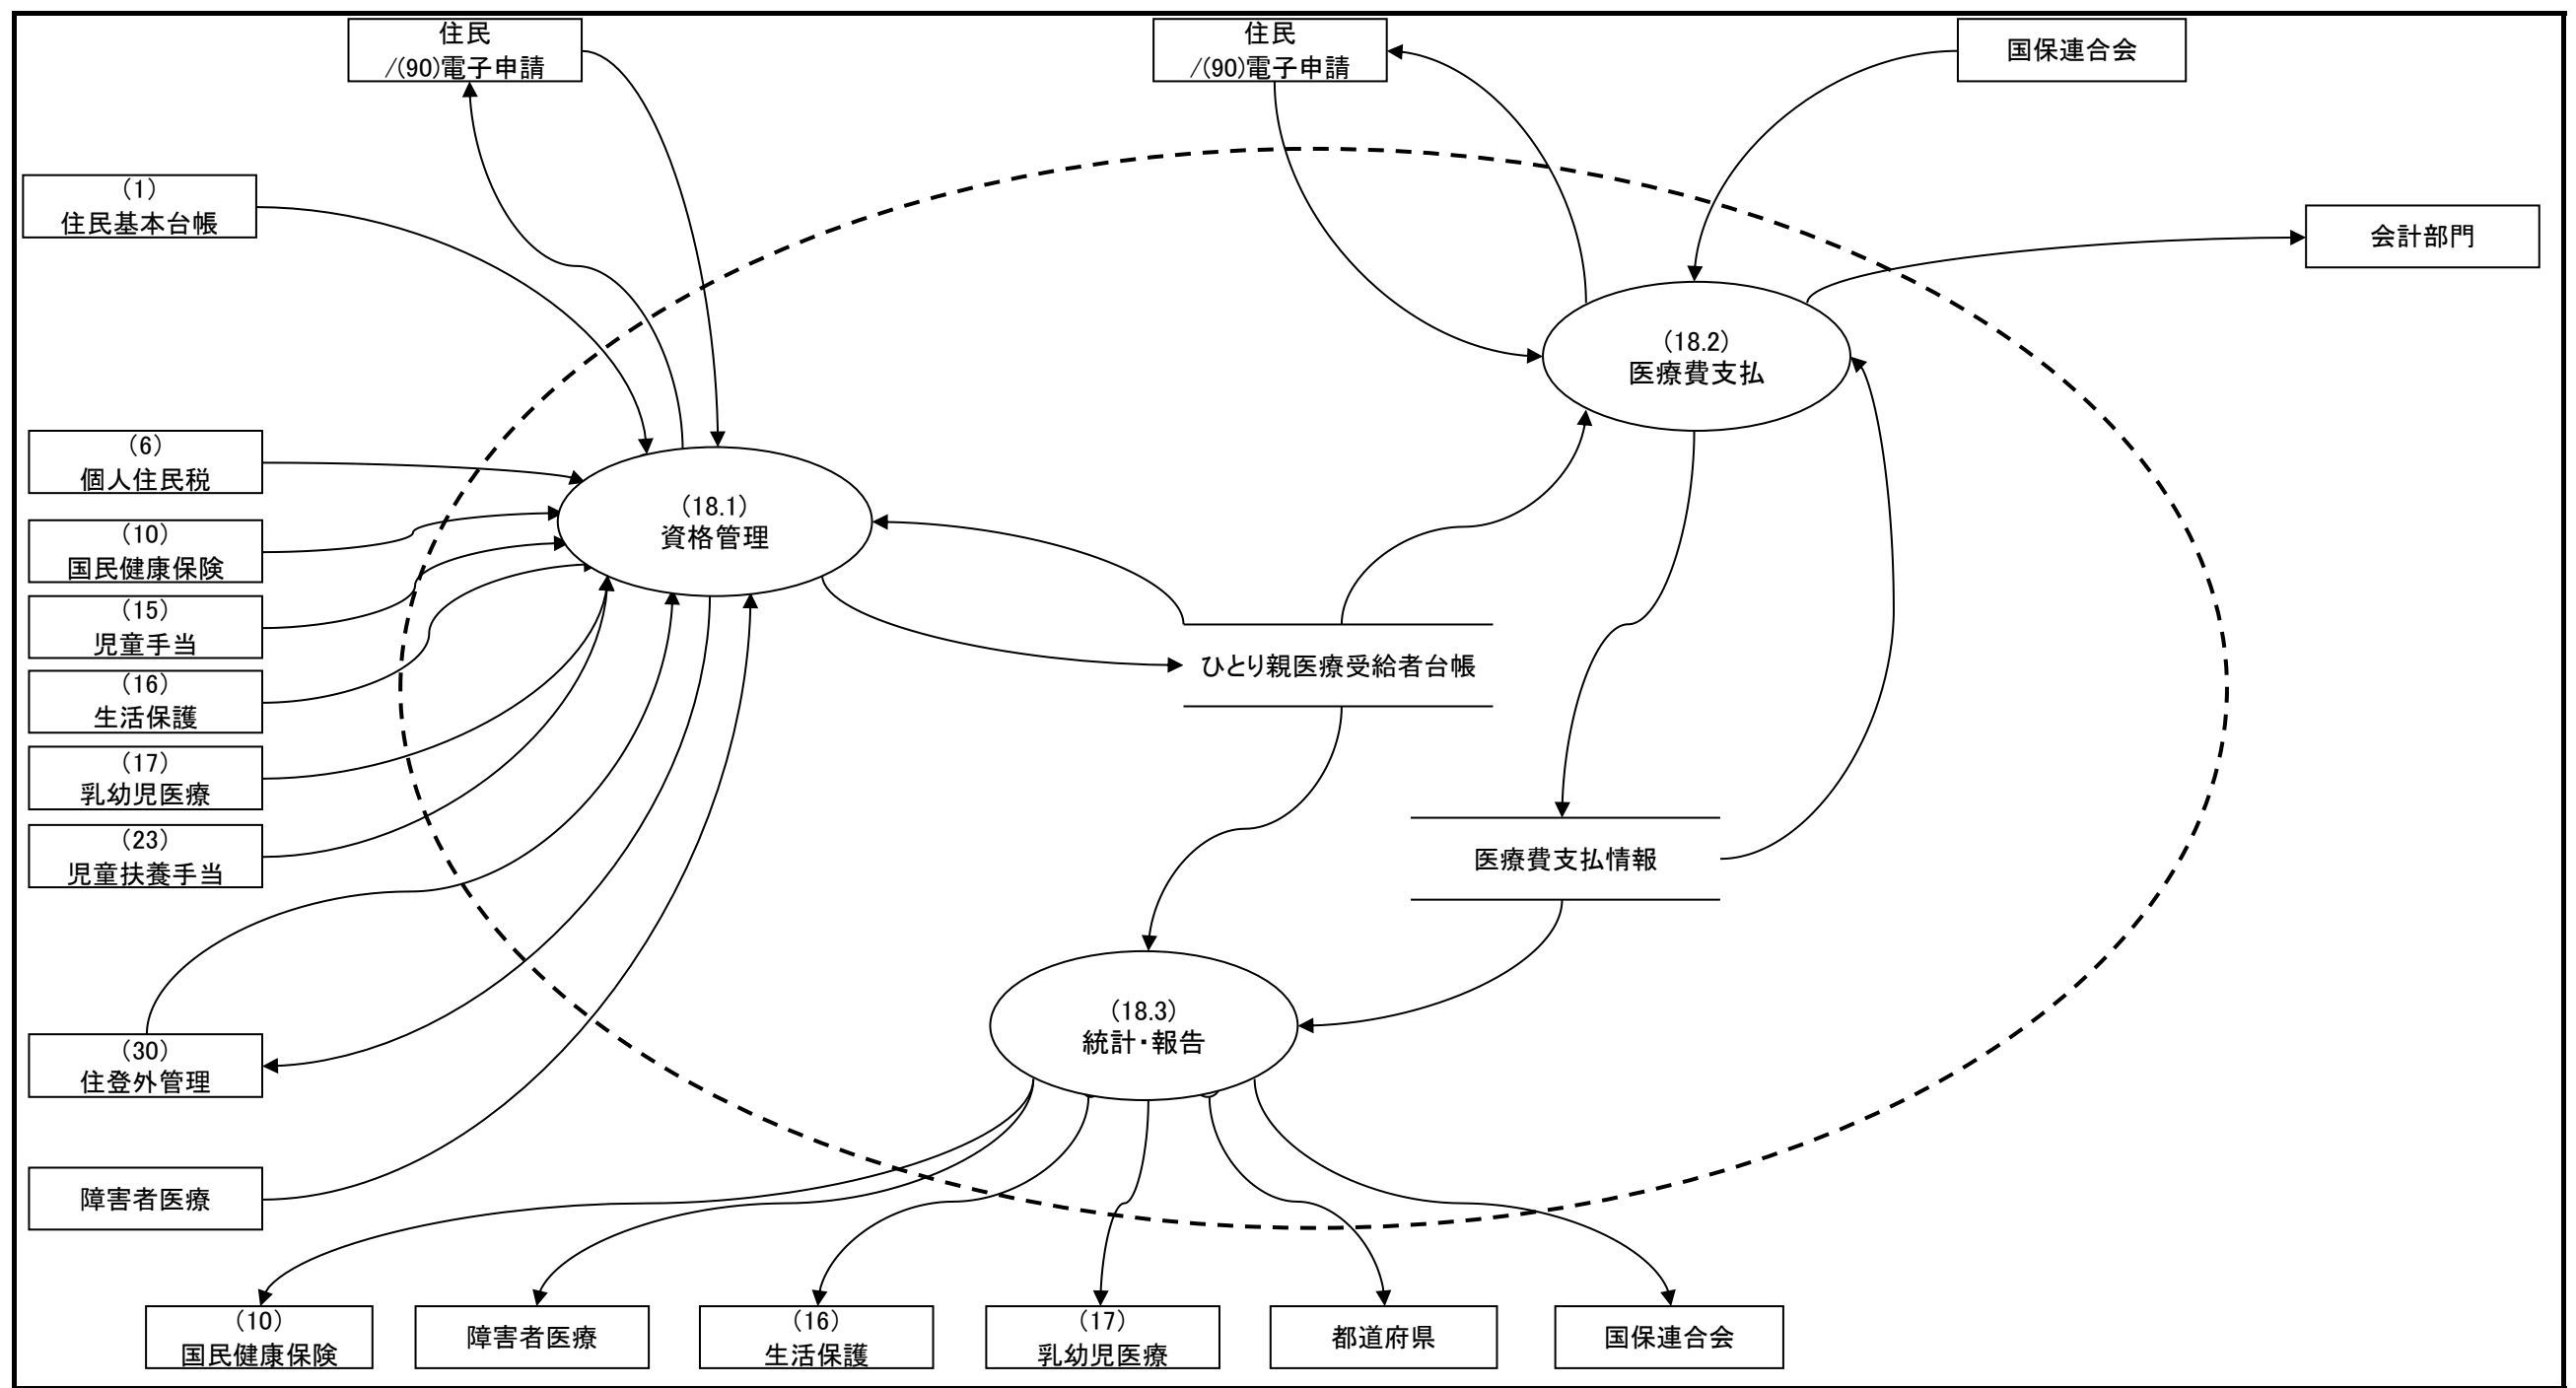 住民
/(90)電子申請
住民
/(90)電子申請
国保連合会
（1）
住民基本台帳
会計部門
（18.2）
医療費支払
（6）
個人住民税
（18.1）
資格管理
（10）
国民健康保険
（15）
児童手当
（16）
生活保護
（17）
乳幼児医療
（23）
児童扶養手当
ひとり親医療受給者台帳
医療費支払情報
（18.3）
統計・報告
（30）
住登外管理
障害者医療
（10）
国民健康保険
障害者医療
（16）
生活保護
（17）
乳幼児医療
都道府県
国保連合会